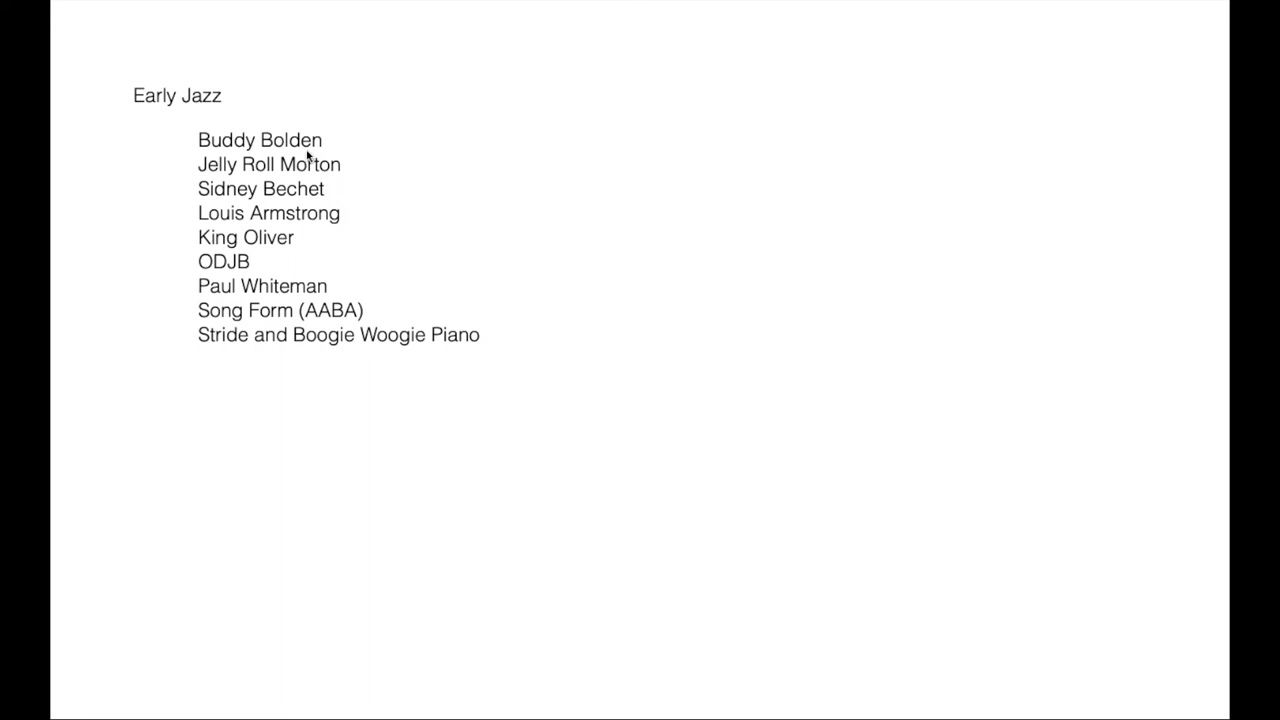 Early Jazz
Buddy Bolden
Jelly Roll Morton
Sidney Bechet
Louis Armstrong
King Oliver
ODJB
Paul Whiteman
Song Form (AABA)
Stride and Boogie Woogie Piano